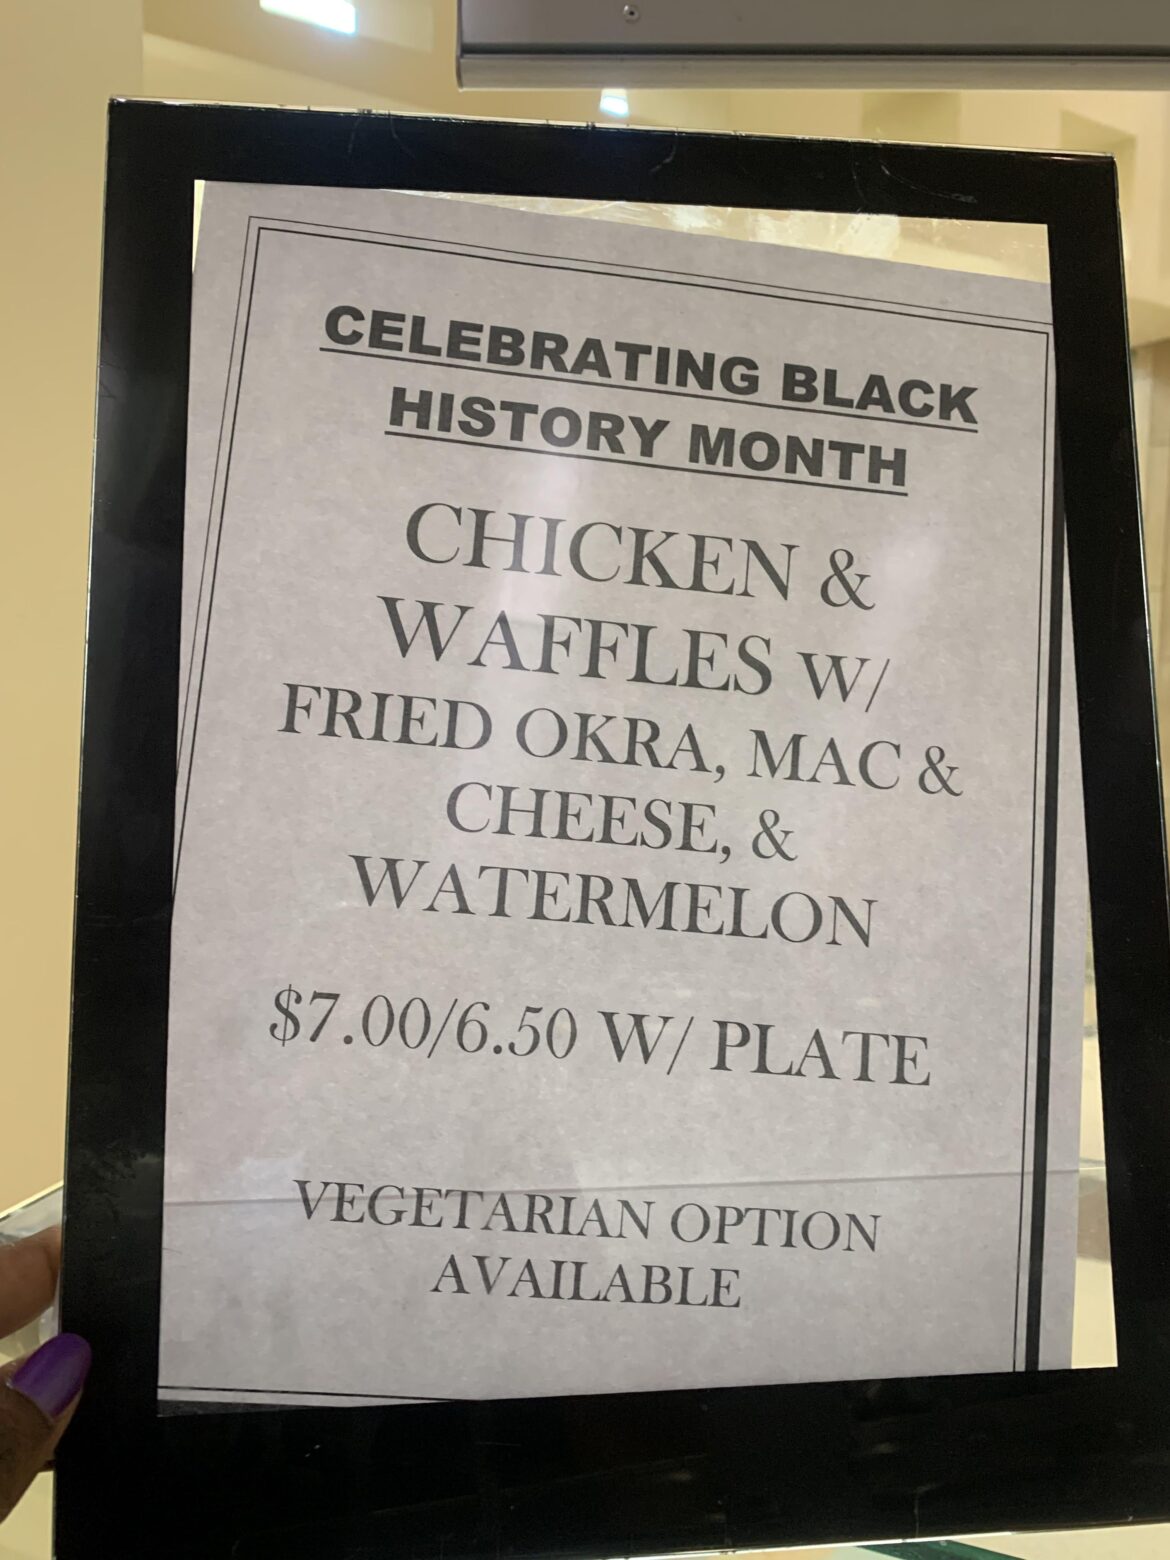 CELEBRATING BLACK
HISTORY MONTH
CHICKEN &
WAFFLES W/
FRIED OKRA, MAC &
CHEESE, &
WATERMELON
$7.00/6.50 W/ PLATE
VEGETARIAN OPTION
AVAILABLE